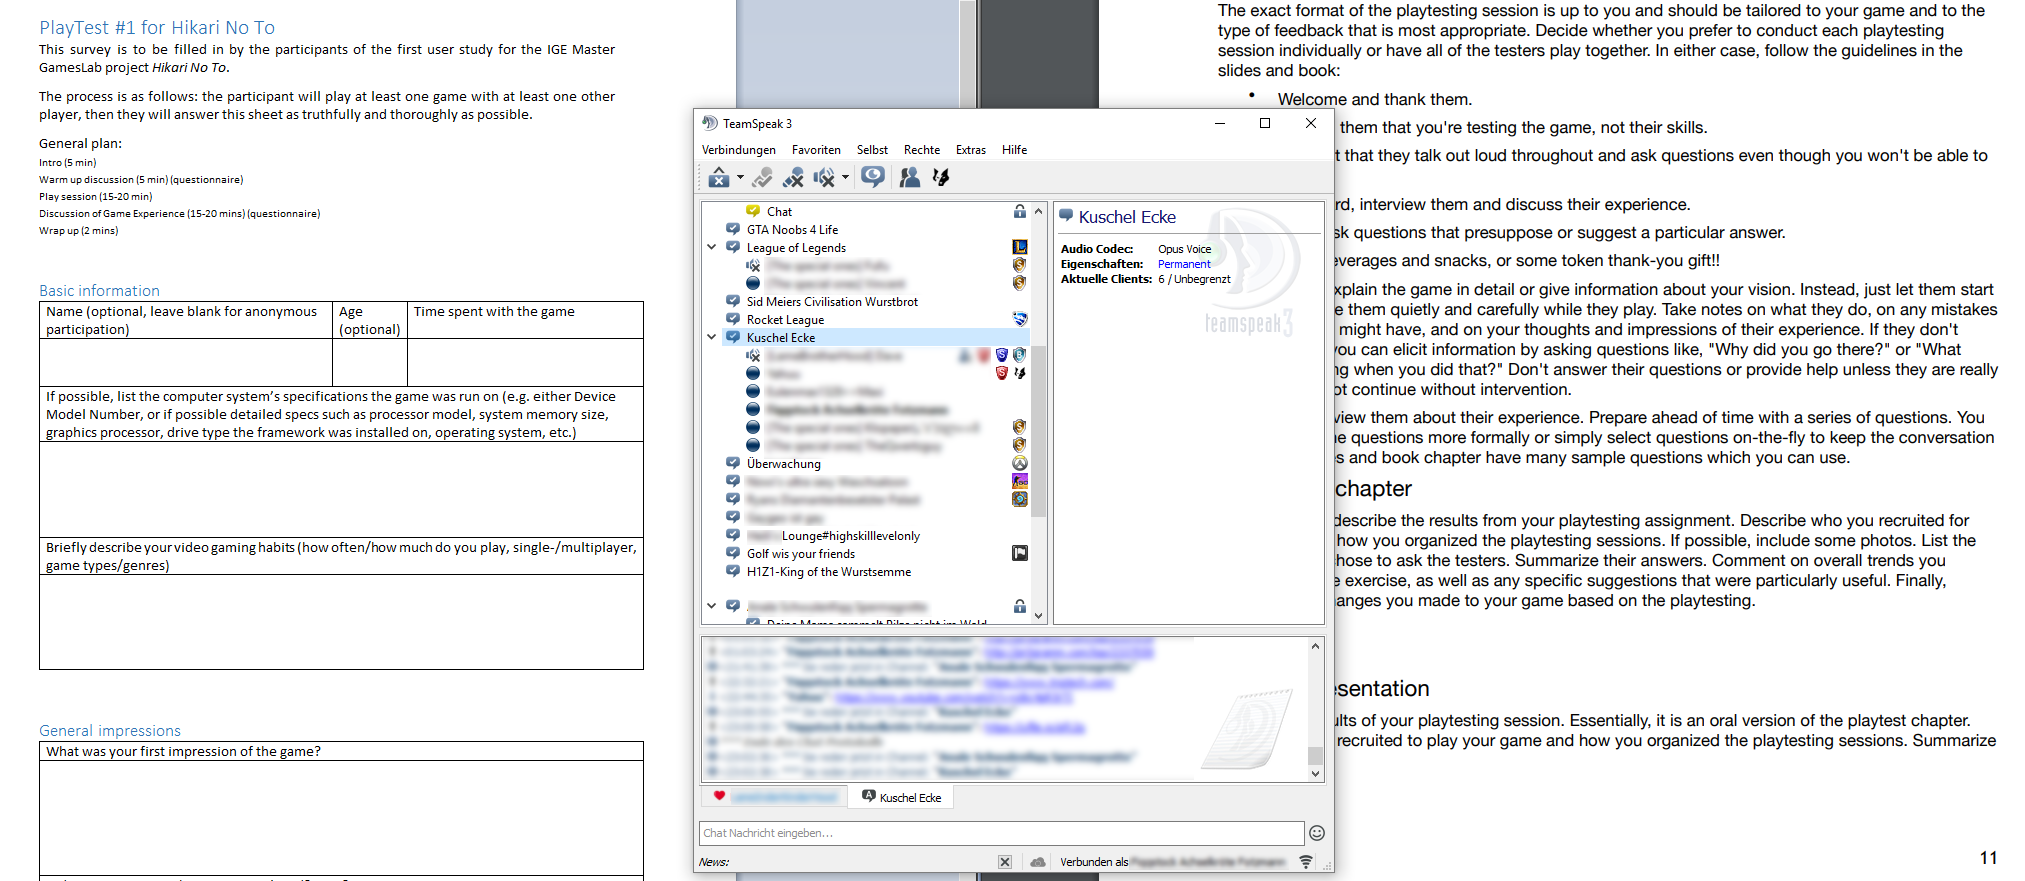 PlayTest #1 for Hikari No To
This survey is to be filled in by the participants of the first user study for the IGE Master
GamesLab project Hikari No To.
The process is as follows: the participant will play at least one game with at least one other
player, then they will answer this sheet as truthfully and thoroughly as possible.
General plan:
Intro (5 min)
Warm up discussion (5 min) (questionnaire)
Play session (15-20 min)
Discussion of Game Experience (15-20 mins) (questionnaire)
Wrap up (2 mins)
Basic information
Name (optional, leave blank for anonymous
participation)
Age
(optional)
Time spent with the game
If possible, list the computer system's specifications the game was run on (e.g. either Device
Model Number, or if possible detailed specs such as processor model, system memory size,
graphics processor, drive type the framework was installed on, operating system, etc.)
Briefly describe your video gaming habits (how often/how much do you play, single-/multiplayer,
game types/genres)
General impressions
What was your first impression of the game?
TeamSpeak 3
Verbindungen Favoriten Selbst Rechte Extras Hilfe
Chat
GTA Noobs 4 Life
League of Legends
Sid Meiers Civilisation Wurstbrot
Rocket League
Kuschel Ecke
Überwachung
Lounge#highskilllevelonly
Golf wis your friends
H1Z1-King of the Wurstsemme
Kuschel Ecke
Audio Codec: Opus Voice
Eigenschaften: Permanent
Aktuelle Clients: 6 / Unbegrenzt
teamspeak3
Kuschel Ecke
Chat Nachricht eingeben...
News:
Verbunden als
The exact format of the playtesting session is up to you and should be tailored to your game and to the
type of feedback that is most appropriate. Decide whether you prefer to conduct each playtesting
session individually or have all of the testers play together. In either case, follow the guidelines in the
slides and book:
• Welcome and thank them.
them that you're testing the game, not their skills.
t that they talk out loud throughout and ask questions even though you won't be able to
rd, interview them and discuss their experience.
sk questions that presuppose or suggest a particular answer.
everages and snacks, or some token thank-you gift!!
xplain the game in detail or give information about your vision. Instead, just let them start
e them quietly and carefully while they play. Take notes on what they do, on any mistakes
might have, and on your thoughts and impressions of their experience. If they don't
ou can elicit information by asking questions like, "Why did you go there?" or "What
ng when you did that?" Don't answer their questions or provide help unless they are really
ot continue without intervention.
view them about their experience. Prepare ahead of time with a series of questions. You
e questions more formally or simply select questions on-the-fly to keep the conversation
s and book chapter have many sample questions which you can use.
chapter
describe the results from your playtesting assignment. Describe who you recruited for
how you organized the playtesting sessions. If possible, include some photos. List the
hose to ask the testers. Summarize their answers. Comment on overall trends you
e exercise, as well as any specific suggestions that were particularly useful. Finally,
anges you made to your game based on the playtesting.
sentation
ults of your playtesting session. Essentially, it is an oral version of the playtest chapter.
recruited to play your game and how you organized the playtesting sessions. Summarize
11